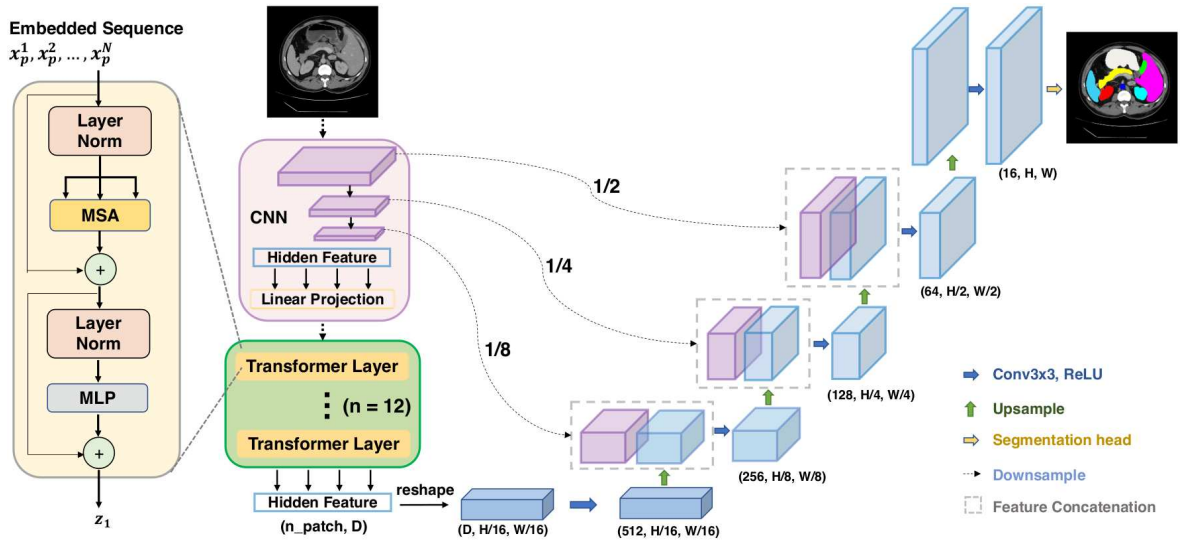 Embedded Sequence
x_p^1, x_p^2, ..., x_p^N
Layer
Norm
MSA
+
Layer
Norm
MLP
+
z_1
CNN
Hidden Feature
Linear Projection
Transformer Layer
(n = 12)
Transformer Layer
Hidden Feature
(n_patch, D)
reshape
(D, H/16, W/16)
(512, H/16, W/16)
1/2
1/4
1/8
(256, H/8, W/8)
(128, H/4, W/4)
(64, H/2, W/2)
(16, H, W)
Conv3x3, ReLU
Upsample
Segmentation head
Downsample
Feature Concatenation